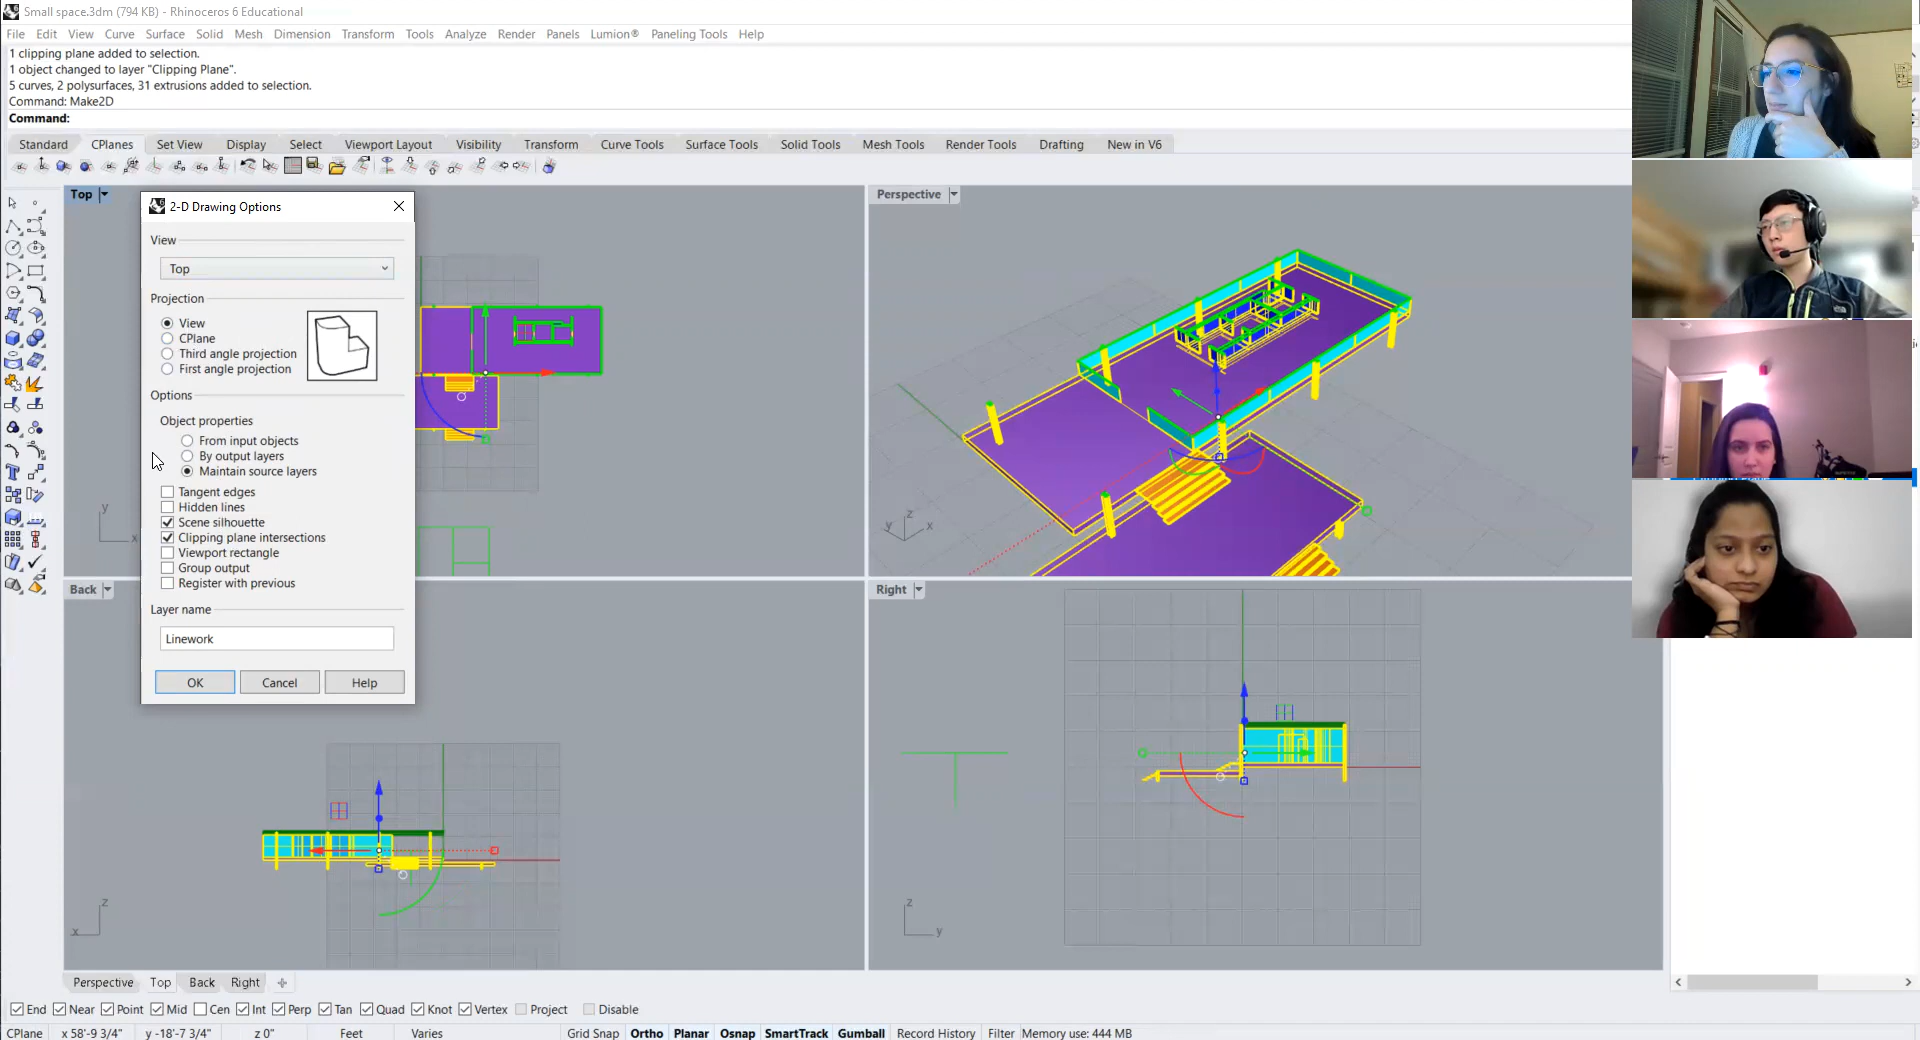 Small space.3dm (794 KB) - Rhinoceros 6 Educational
File Edit View Curve Surface Solid Mesh Dimension Transform Tools Analyze Render Panels Lumion® Paneling Tools Help
1 clipping plane added to selection.
1 object changed to layer "Clipping Plane".
5 curves, 2 polysurfaces, 31 extrusions added to selection.
Command: Make2D
Command:
Standard CPlanes Set View Display Select Viewport Layout Visibility Transform Curve Tools Surface Tools Solid Tools Mesh Tools Render Tools Drafting New in V6
Top
Perspective
2-D Drawing Options
View
Top
Projection
View
CPlane
Third angle projection
First angle projection
Options
Object properties
From input objects
By output layers
Maintain source layers
Tangent edges
Hidden lines
Scene silhouette
Clipping plane intersections
Viewport rectangle
Group output
Register with previous
Layer name
Linework
OK Cancel Help
y x
z y x
Back
Right
z x
z y
Perspective Top Back Right
End Near Point Mid Cen Int Perp Tan Quad Knot Vertex Project Disable
CPlane x 58'-9 3/4" y -18'-7 3/4" z 0" Feet Varies Grid Snap Ortho Planar Osnap SmartTrack Gumball Record History Filter Memory use: 444 MB